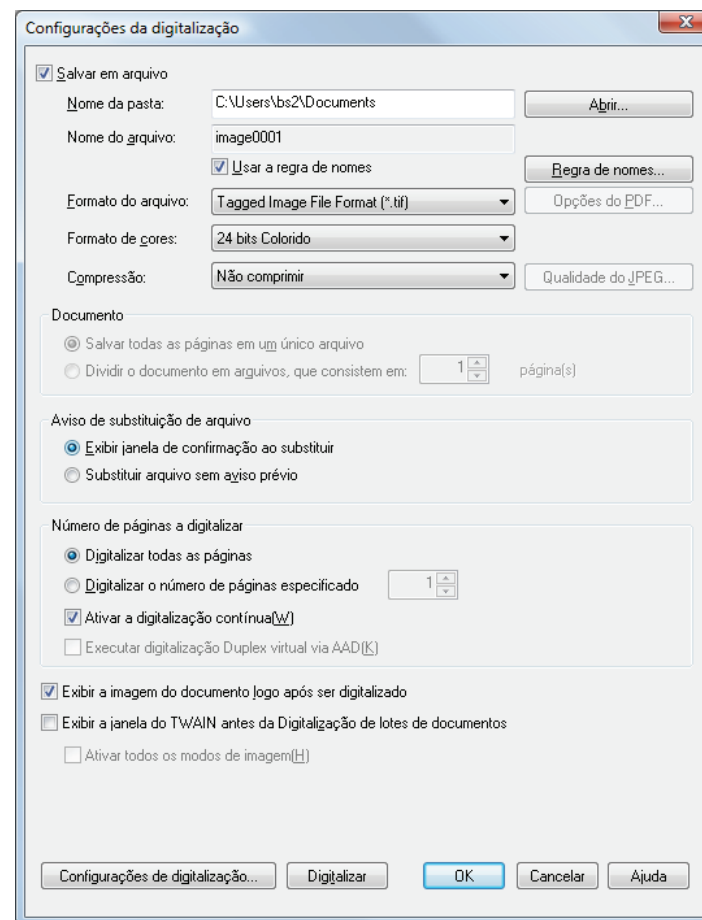 Configurações da digitalização
Salvar em arquivo
Nome da pasta: C:\Users\bs2\Documents Abrir...
Nome do arquivo: image0001
Usar a regra de nomes Regra de nomes...
Formato do arquivo: Tagged Image File Format (*.tif) Opções do PDF...
Formato de cores: 24 bits Colorido
Compressão: Não comprimir Qualidade do JPEG...
Documento
Salvar todas as páginas em um único arquivo
Dividir o documento em arguivos, que consistem em: 1 página(s)
Aviso de substituição de arquivo
Exibir janela de confirmação ao substituir
Substituir arquivo sem aviso prévio
Número de páginas a digitalizar
Digitalizar todas as páginas
Digitalizar o número de páginas especificado 1
Ativar a digitalização contínua(W)
Executar digitalização Duplex virtual via AAD(K)
Exibir a imagem do documento logo após ser digitalizado
Exibir a janela do TWAIN antes da Digitalização de lotes de documentos
Ativar todos os modos de imagem(H)
Configurações de digitalização... Digitalizar OK Cancelar Ajuda